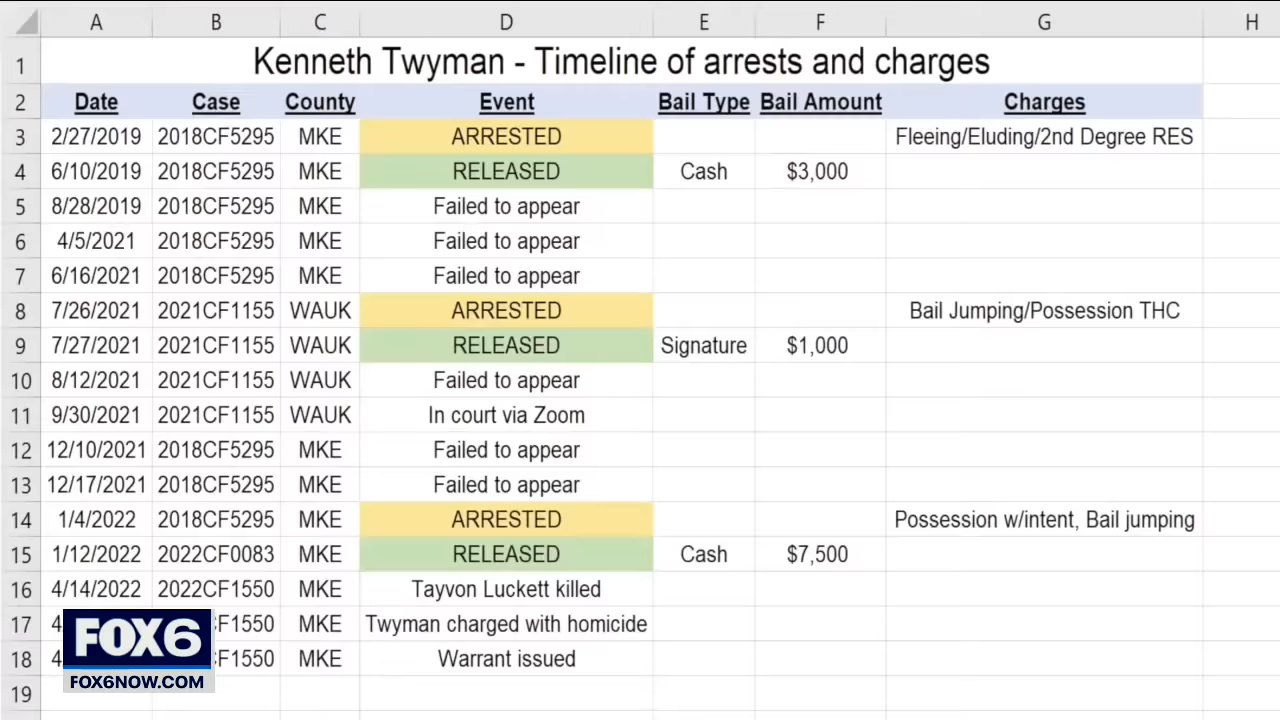 A B C D E F G H
1 Kenneth Twyman - Timeline of arrests and charges
2 Date Case County Event Bail Type Bail Amount Charges
3 2/27/2019 2018CF5295 MKE ARRESTED Fleeing/Eluding/2nd Degree RES
4 6/10/2019 2018CF5295 MKE RELEASED Cash $3,000
5 8/28/2019 2018CF5295 MKE Failed to appear
6 4/5/2021 2018CF5295 MKE Failed to appear
7 6/16/2021 2018CF5295 MKE Failed to appear
8 7/26/2021 2021CF1155 WAUK ARRESTED Bail Jumping/Possession THC
9 7/27/2021 2021CF1155 WAUK RELEASED Signature $1,000
10 8/12/2021 2021CF1155 WAUK Failed to appear
11 9/30/2021 2021CF1155 WAUK In court via Zoom
12 12/10/2021 2018CF5295 MKE Failed to appear
13 12/17/2021 2018CF5295 MKE Failed to appear
14 1/4/2022 2018CF5295 MKE ARRESTED Possession w/intent, Bail jumping
15 1/12/2022 2022CF0083 MKE RELEASED Cash $7,500
16 4/14/2022 2022CF1550 MKE Tayvon Luckett killed
17 F1550 MKE Twyman charged with homicide
18 F1550 MKE Warrant issued
19
FOX6
FOX6NOW.COM